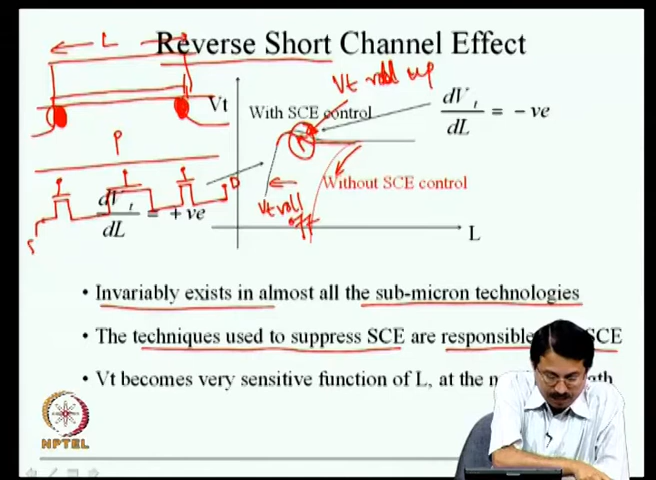 L
Reverse Short Channel Effect
Vt roll up
Vt
With SCE control
dVt/dL = - ve
P
Without SCE control
D
dVt/dL = + ve
Vt roll off
S
L
• Invariably exists in almost all the sub-micron technologies
• The techniques used to suppress SCE are responsible SCE
• Vt becomes very sensitive function of L, at the
NPTEL